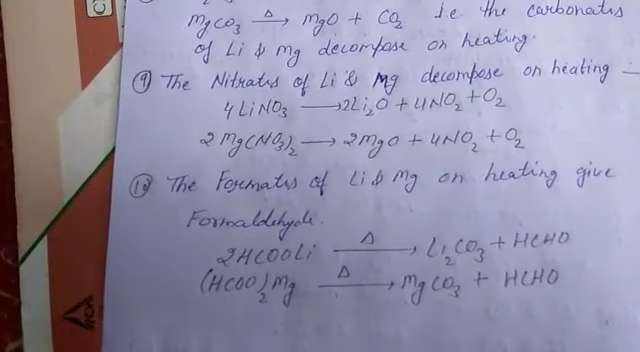 MgCO₃ —Δ→ MgO + CO₂ I.e the carbonates
of Li & Mg decompose on heating.
⑨ The Nitrates of Li & Mg decompose on heating –
4LiNO₃ ⟶ 2Li₂O + 4NO₂ + O₂
2Mg(NO₃)₂ ⟶ 2MgO + 4NO₂ + O₂
⑩ The Formates of Li & Mg on heating give
Formaldehyde.
2HCOOLi —Δ→ Li₂CO₃ + HCHO
(HCOO)₂Mg —Δ→ MgCO₃ + HCHO